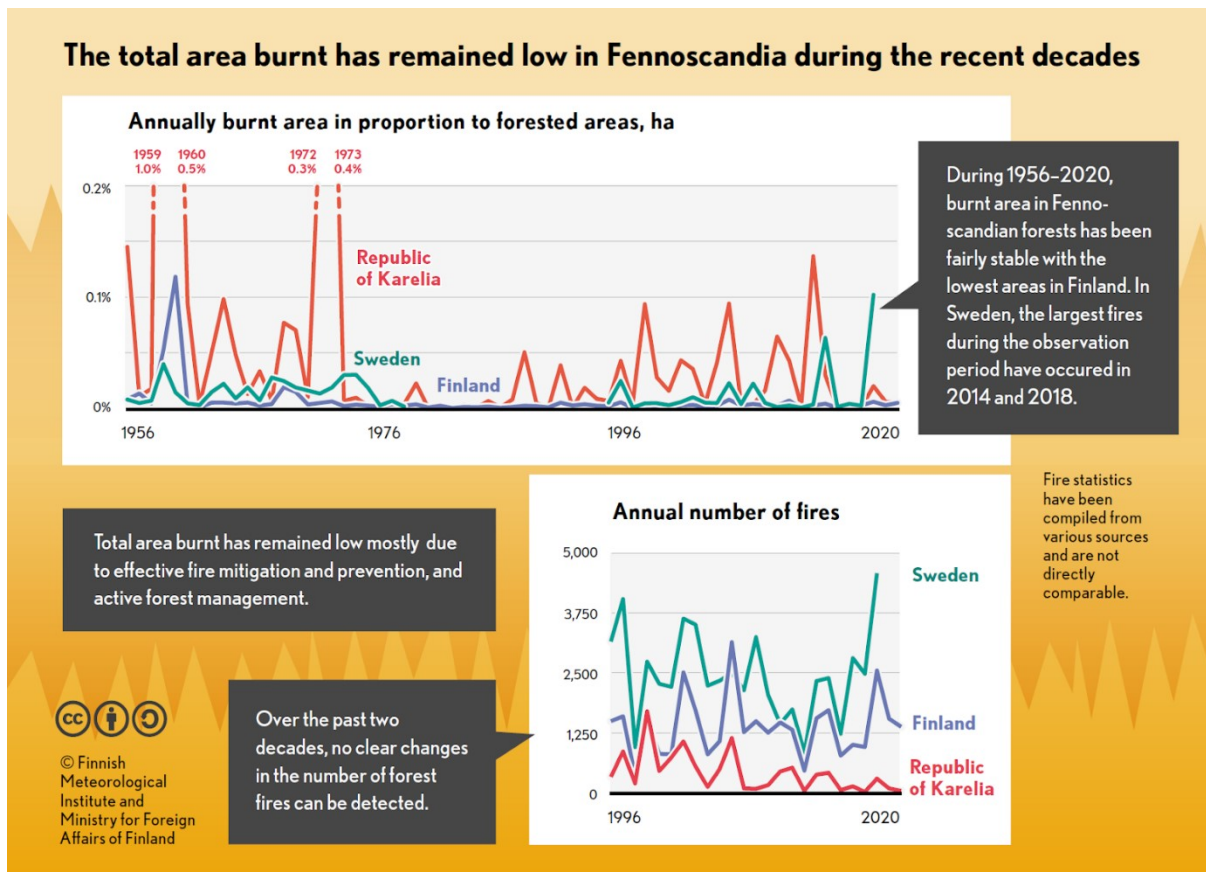 The total area burnt has remained low in Fennoscandia during the recent decades
Annually burnt area in proportion to forested areas, ha
1959 1960 1972 1973
1.0% 0.5% 0.3% 0.4%
0.2%
0.1%
0%
Republic
of Karelia
Sweden
Finland
1956 1976 1996 2020
During 1956–2020,
burnt area in Fenno-
scandian forests has been
fairly stable with the
lowest areas in Finland. In
Sweden, the largest fires
during the observation
period have occured in
2014 and 2018.
Total area burnt has remained low mostly due
to effective fire mitigation and prevention, and
active forest management.
Annual number of fires
5,000
3,750
2,500
1,250
0
Sweden
Finland
Republic
of Karelia
1996 2020
Fire statistics
have been
compiled from
various sources
and are not
directly
comparable.
Over the past two
decades, no clear changes
in the number of forest
fires can be detected.
cc
© Finnish
Meteorological
Institute and
Ministry for Foreign
Affairs of Finland